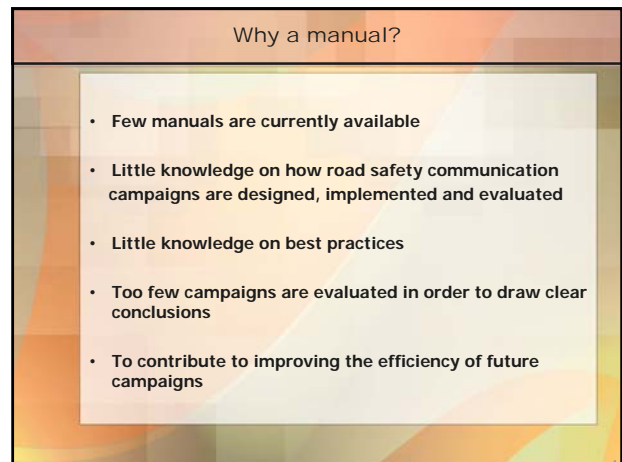 Why a manual?
• Few manuals are currently available
• Little knowledge on how road safety communication
campaigns are designed, implemented and evaluated
• Little knowledge on best practices
• Too few campaigns are evaluated in order to draw clear
conclusions
• To contribute to improving the efficiency of future
campaigns